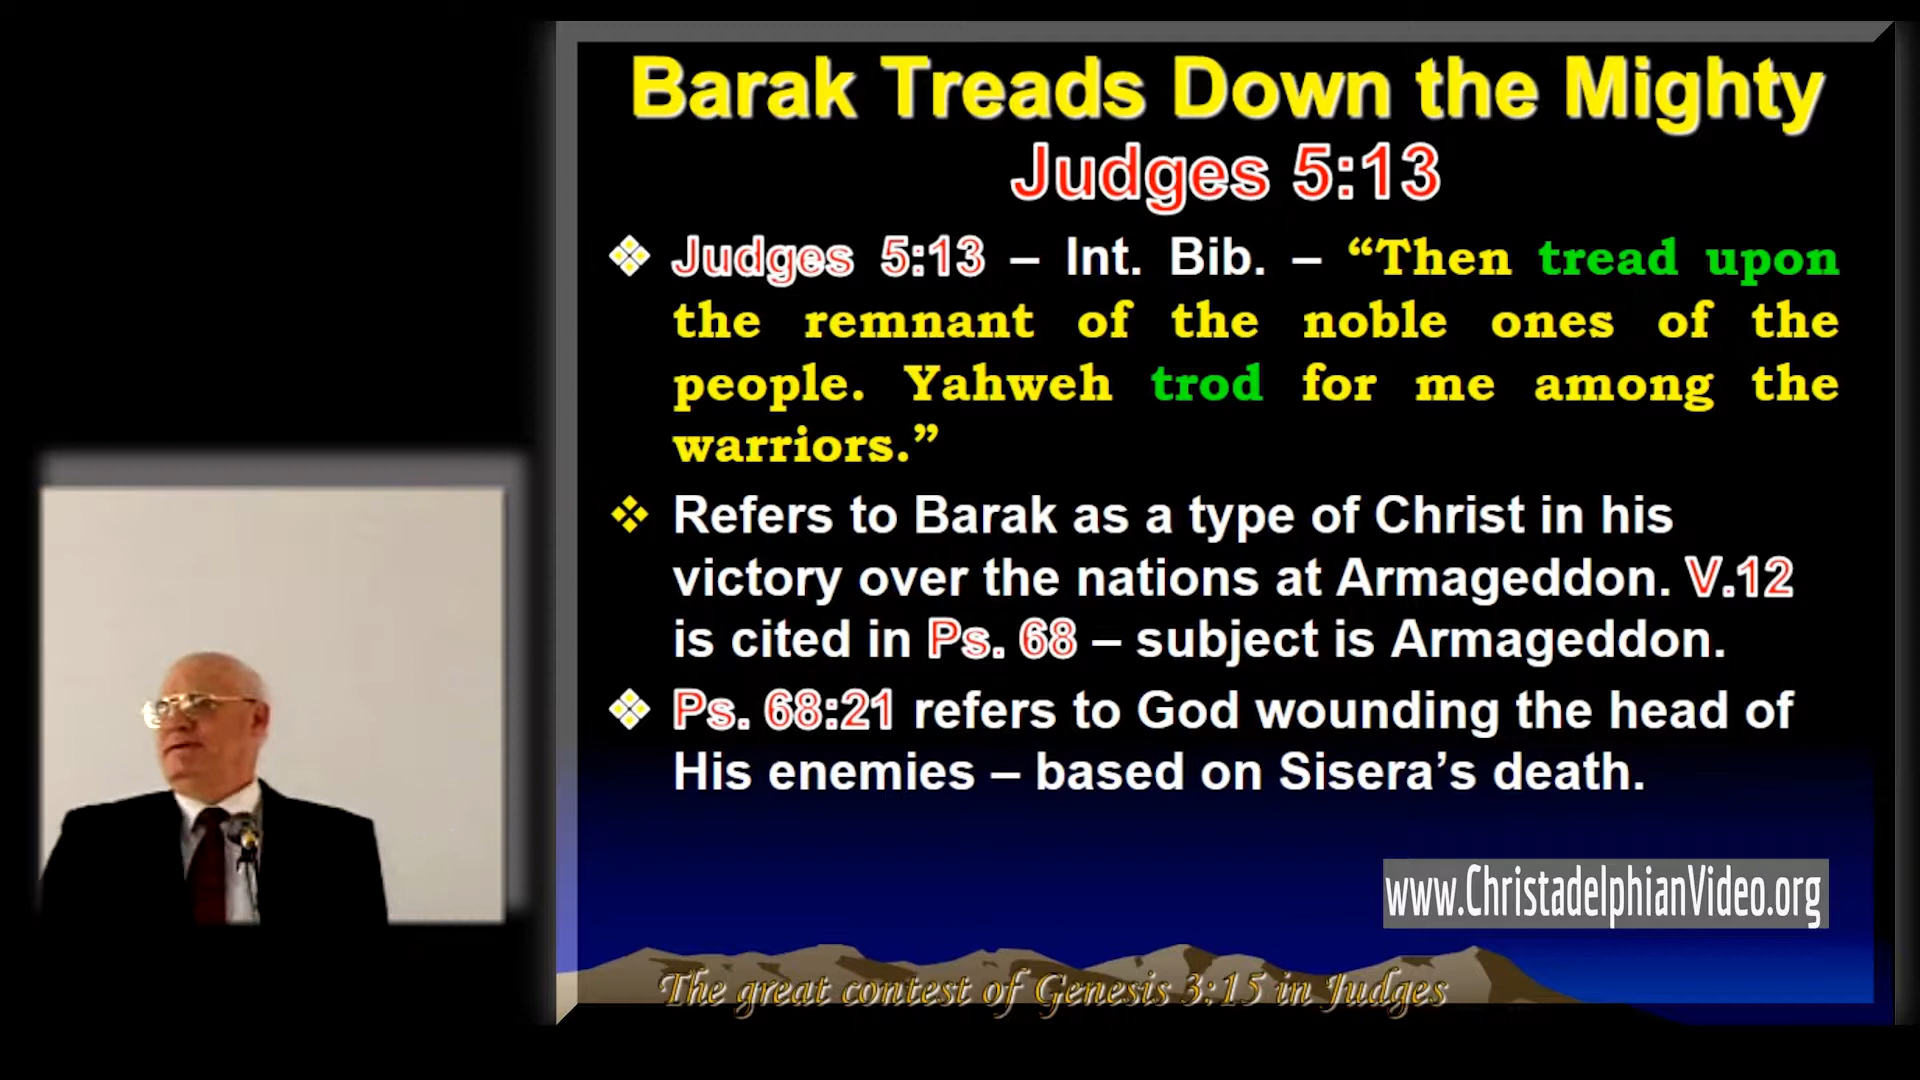 Barak Treads Down the Mighty
Judges 5:13
Judges 5:13 – Int. Bib. – “Then tread upon
the remnant of the noble ones of the
people. Yahweh trod for me among the
warriors.”
Refers to Barak as a type of Christ in his
victory over the nations at Armageddon. V.12
is cited in Ps. 68 – subject is Armageddon.
Ps. 68:21 refers to God wounding the head of
His enemies – based on Sisera’s death.
www.ChristadelphianVideo.org
The great contest of Genesis 3:15 in Judges